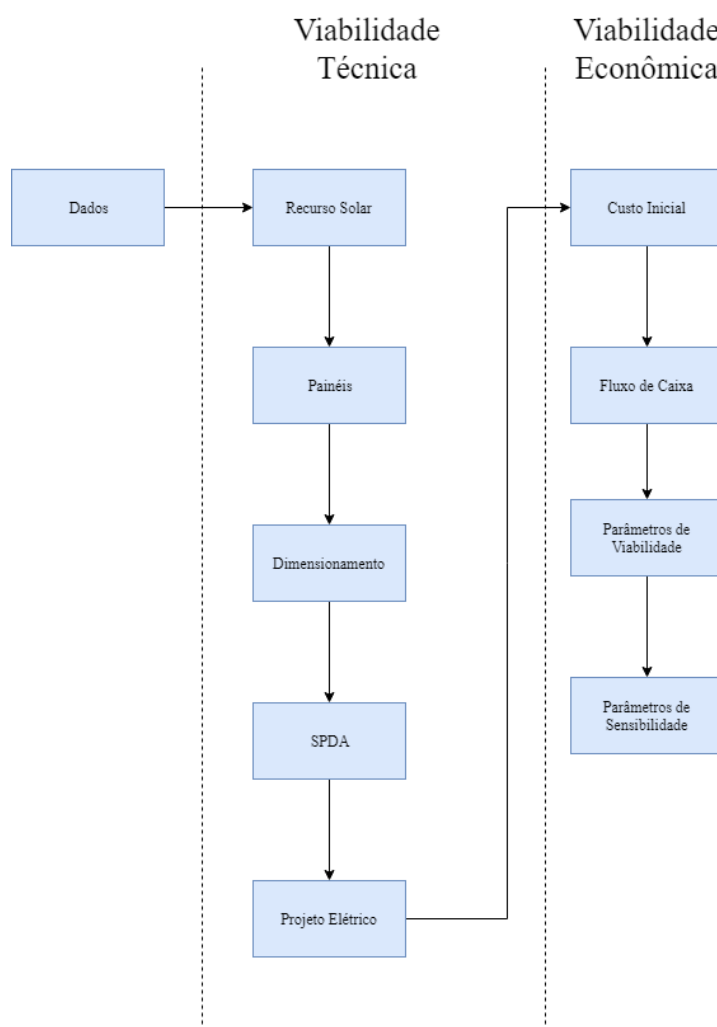 Viabilidade
Técnica
Viabilidade
Econômica
Dados
Recurso Solar
Custo Inicial
Painéis
Fluxo de Caixa
Parâmetros de
Viabilidade
Dimensionamento
Parâmetros de
Sensibilidade
SPDA
Projeto Elétrico